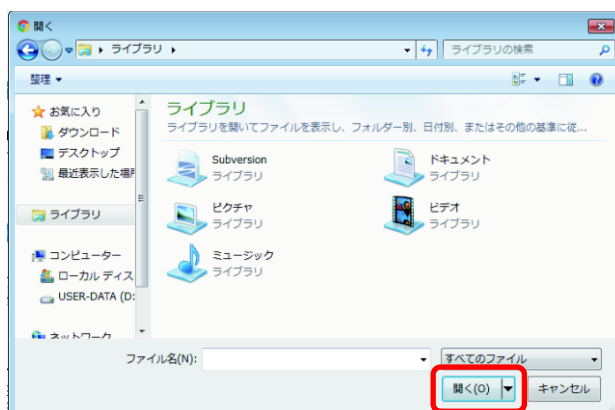 開く
ライブラリ
ライブラリの検索
整理
お気に入り
ダウンロード
デスクトップ
最近表示した場所
ライブラリ
コンピューター
ローカル ディス
USER-DATA (D:
ネットワーク
ライブラリ
ライブラリを開いてファイルを表示し、フォルダー別、日付別、またはその他の基準に従...
Subversion
ライブラリ
ドキュメント
ライブラリ
ピクチャ
ライブラリ
ビデオ
ライブラリ
ミュージック
ライブラリ
ファイル名(N):
すべてのファイル
開く(O)
キャンセル